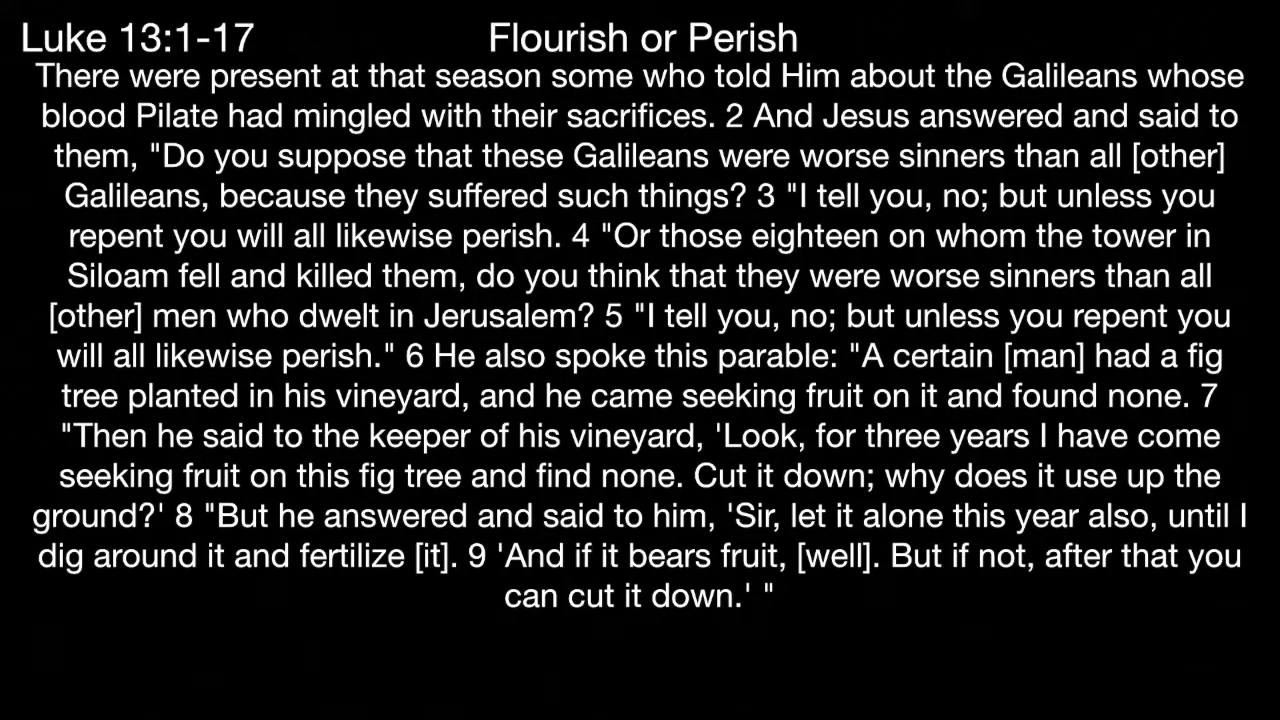 Luke 13:1-17 Flourish or Perish
There were present at that season some who told Him about the Galileans whose
blood Pilate had mingled with their sacrifices. 2 And Jesus answered and said to
them, "Do you suppose that these Galileans were worse sinners than all [other]
Galileans, because they suffered such things? 3 "I tell you, no; but unless you
repent you will all likewise perish. 4 "Or those eighteen on whom the tower in
Siloam fell and killed them, do you think that they were worse sinners than all
[other] men who dwelt in Jerusalem? 5 "I tell you, no; but unless you repent you
will all likewise perish." 6 He also spoke this parable: "A certain [man] had a fig
tree planted in his vineyard, and he came seeking fruit on it and found none. 7
"Then he said to the keeper of his vineyard, 'Look, for three years I have come
seeking fruit on this fig tree and find none. Cut it down; why does it use up the
ground?' 8 "But he answered and said to him, 'Sir, let it alone this year also, until I
dig around it and fertilize [it]. 9 'And if it bears fruit, [well]. But if not, after that you
can cut it down.' "